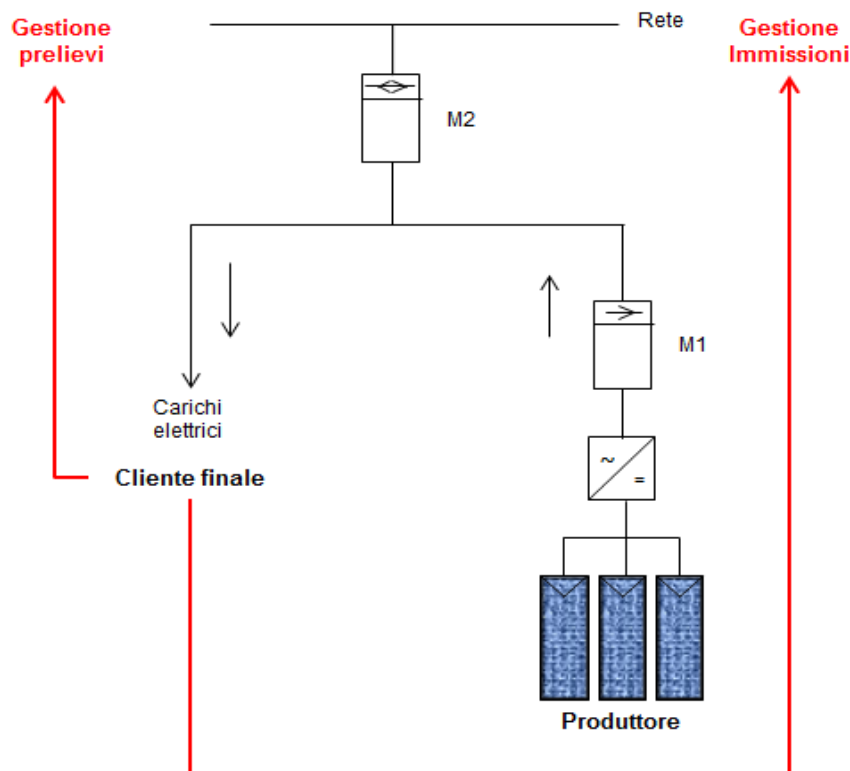 Gestione
prelievi
Rete
Gestione
Immissioni
M2
M1
Carichi
elettrici
Cliente finale
~
=
Produttore